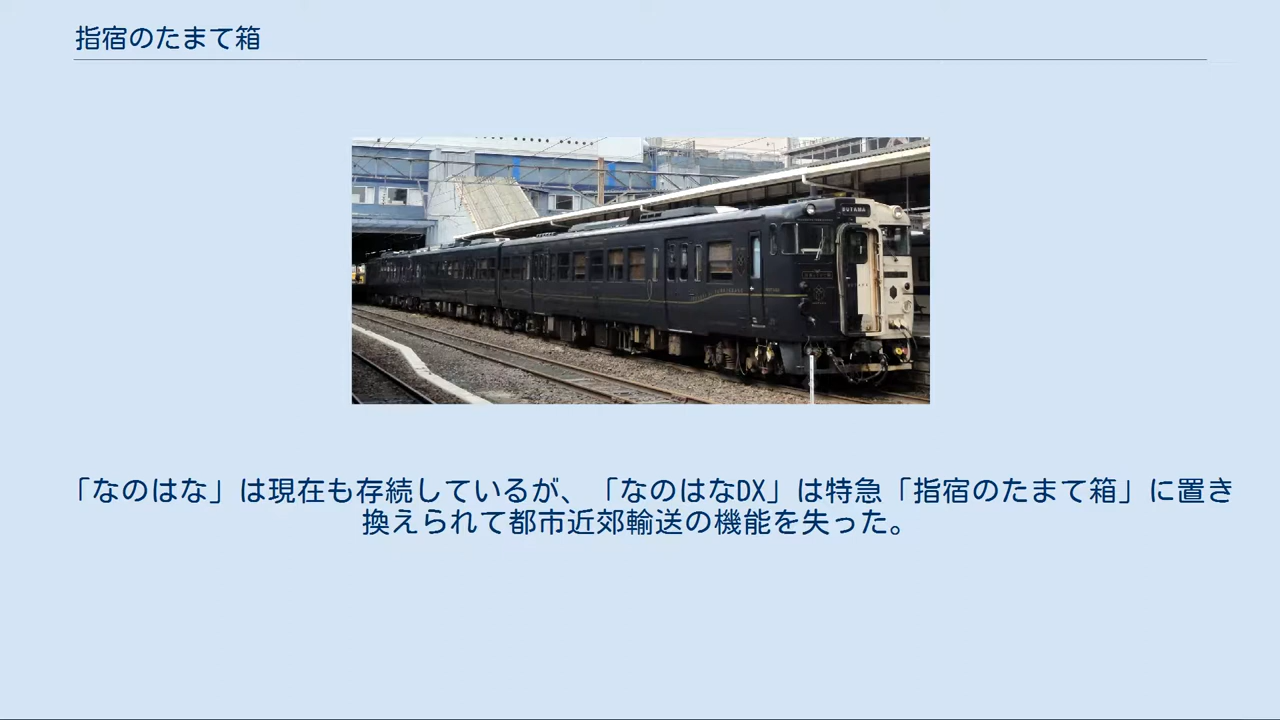 指宿のたまて箱
「なのはな」は現在も存続しているが、「なのはなDX」は特急「指宿のたまて箱」に置き
換えられて都市近郊輸送の機能を失った。